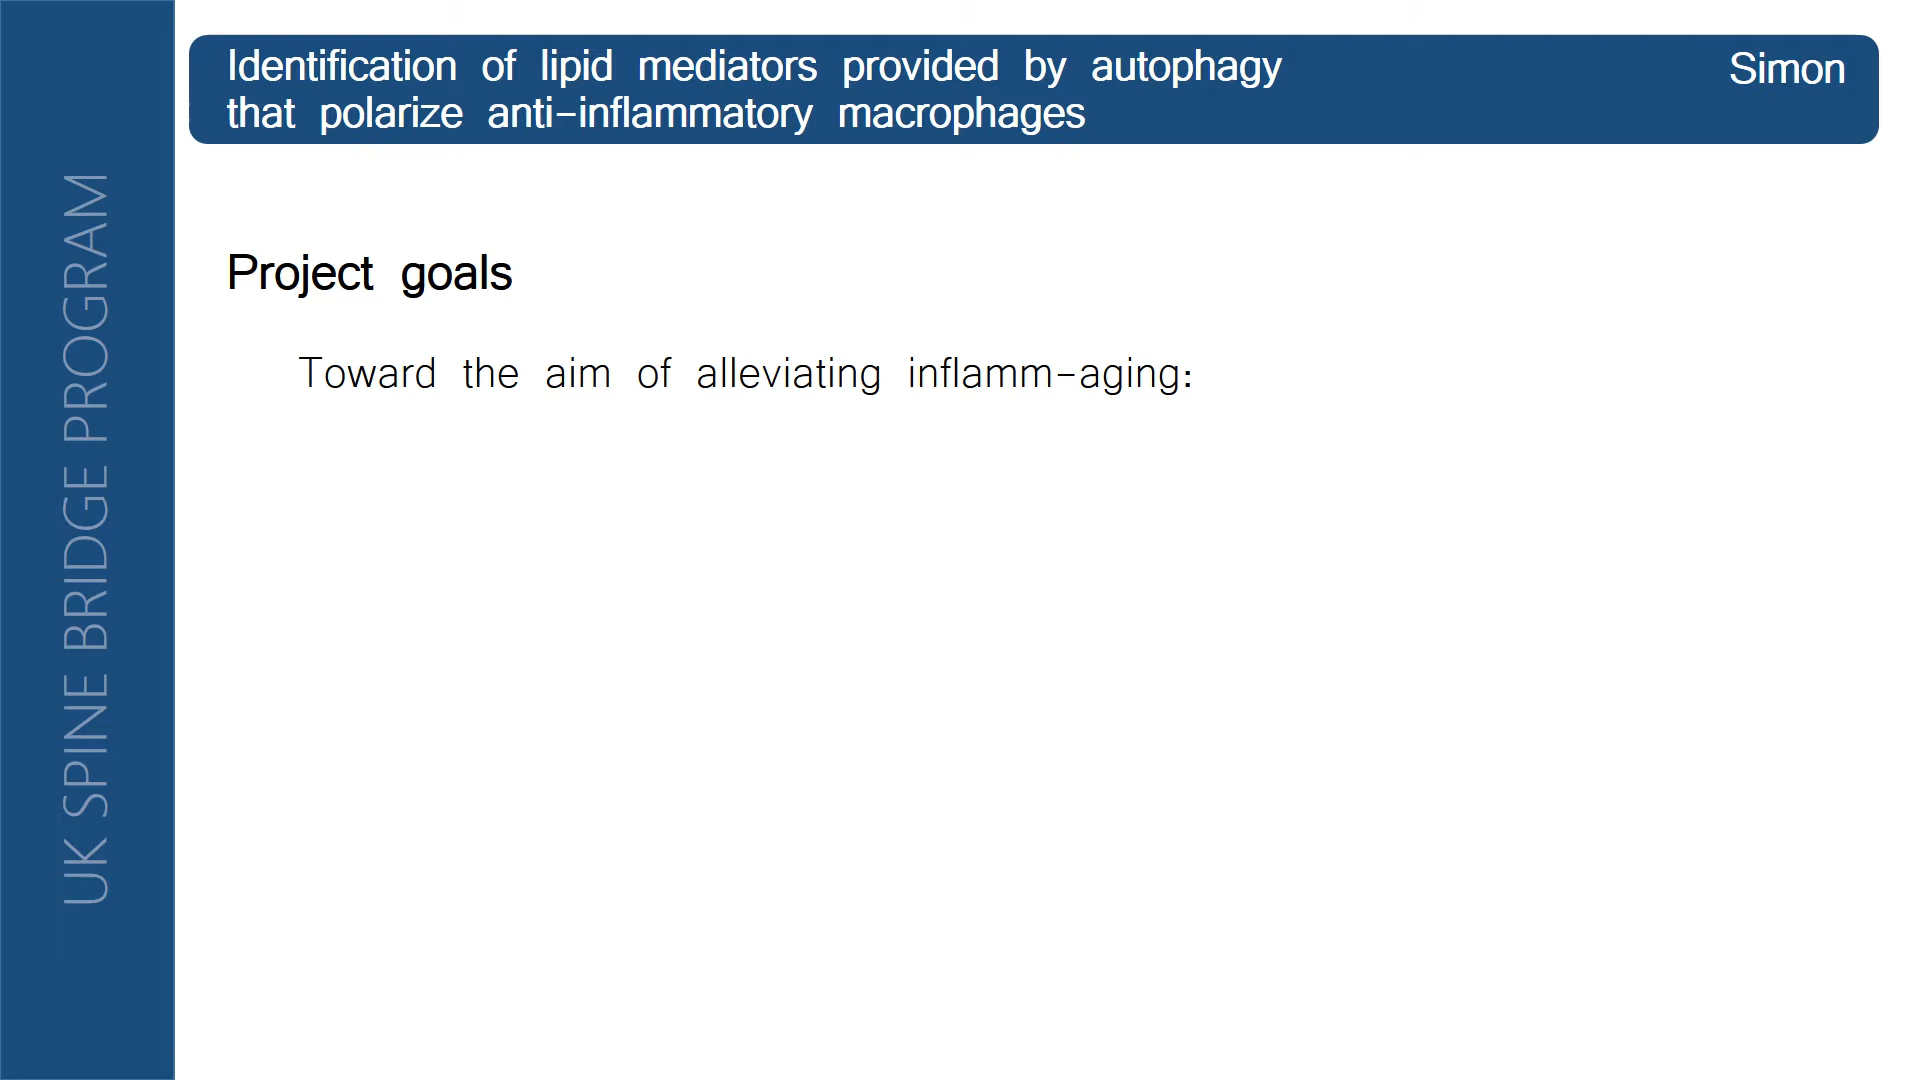 Identification of lipid mediators provided by autophagy
that polarize anti-inflammatory macrophages
Simon
Project goals
Toward the aim of alleviating inflamm-aging:
UK SPINE BRIDGE PROGRAM